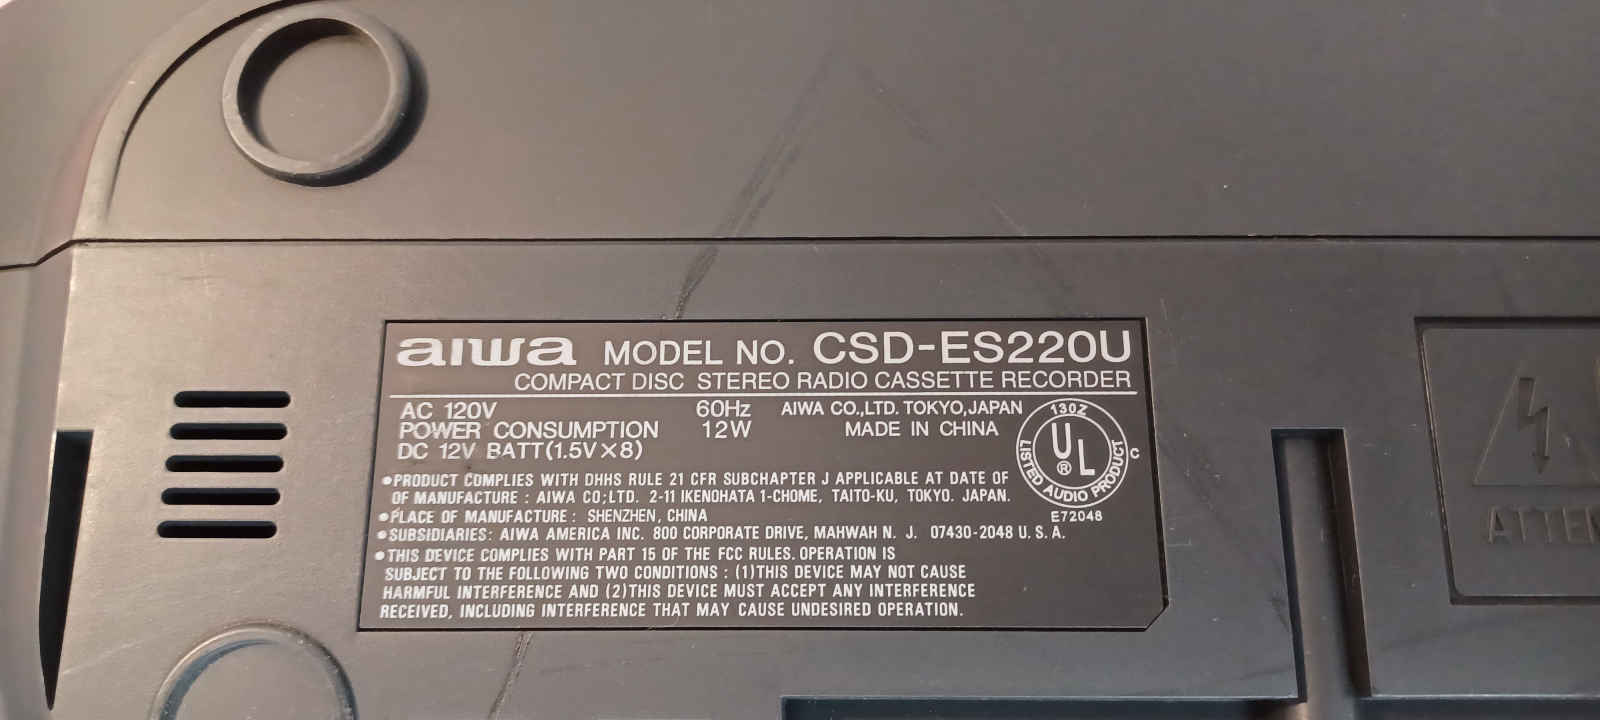 aiwa MODEL NO. CSD-ES220U
COMPACT DISC STEREO RADIO CASSETTE RECORDER
AC 120V 60Hz AIWA CO.,LTD. TOKYO,JAPAN
POWER CONSUMPTION 12W MADE IN CHINA
DC 12V BATT(1.5V×8)
130Z
UL
®
LISTED AUDIO PRODUCT
C
E72048
●PRODUCT COMPLIES WITH DHHS RULE 21 CFR SUBCHAPTER J APPLICABLE AT DATE OF
OF MANUFACTURE : AIWA CO;LTD. 2-11 IKENOHATA 1-CHOME, TAITO-KU, TOKYO. JAPAN.
●PLACE OF MANUFACTURE : SHENZHEN, CHINA
●SUBSIDIARIES: AIWA AMERICA INC. 800 CORPORATE DRIVE, MAHWAH N. J. 07430-2048 U. S. A.
●THIS DEVICE COMPLIES WITH PART 15 OF THE FCC RULES. OPERATION IS
SUBJECT TO THE FOLLOWING TWO CONDITIONS : (1)THIS DEVICE MAY NOT CAUSE
HARMFUL INTERFERENCE AND (2)THIS DEVICE MUST ACCEPT ANY INTERFERENCE
RECEIVED, INCLUDING INTERFERENCE THAT MAY CAUSE UNDESIRED OPERATION.
ATTEN